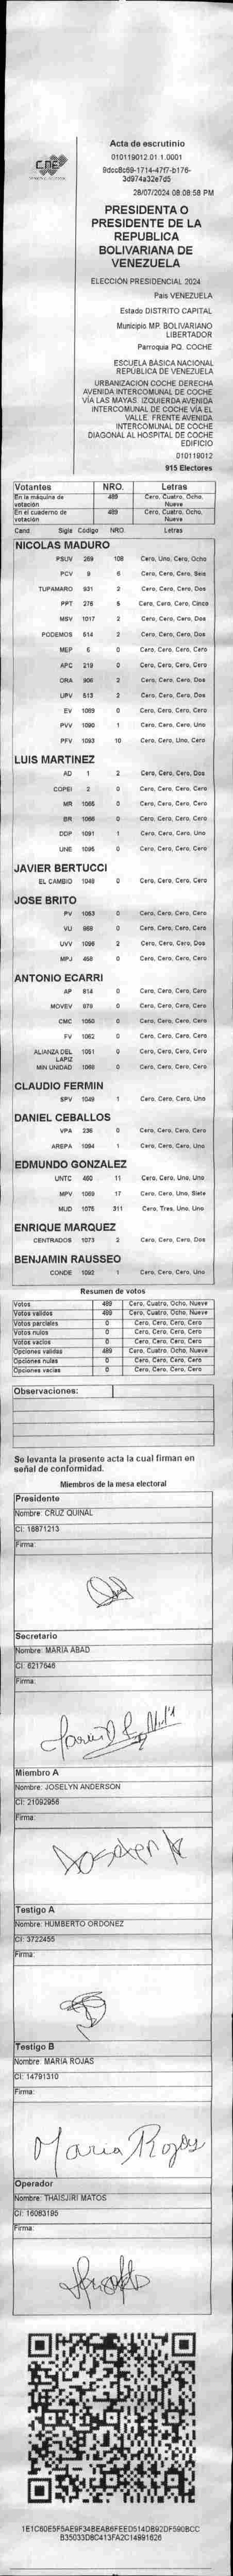 CNE
Acta de escrutinio
010119012.01.1.0001
28/07/2024 08:08:58 PM
PRESIDENTA O
PRESIDENTE DE LA
REPUBLICA
BOLIVARIANA DE
VENEZUELA
ELECCIÓN PRESIDENCIAL 2024
País VENEZUELA
Estado DISTRITO CAPITAL
Municipio MP. BOLIVARIANO
LIBERTADOR
Parroquia PQ. COCHE
ESCUELA BÁSICA NACIONAL
REPÚBLICA DE VENEZUELA
URBANIZACIÓN COCHE DERECHA
AVENIDA INTERCOMUNAL DE COCHE
VÍA LAS MAYAS. IZQUIERDA AVENIDA
INTERCOMUNAL DE COCHE VÍA EL
VALLE. FRENTE AVENIDA
INTERCOMUNAL DE COCHE
DIAGONAL AL HOSPITAL DE COCHE
EDIFICIO
010119012
915 Electores
Votantes NRO. Letras
En la máquina de votación 489 Cero, Cuatro, Ocho, Nueve
En el cuaderno de votación 489 Cero, Cuatro, Ocho, Nueve
Cand Sigla Código NRO. Letras
NICOLAS MADURO
PSUV 269 108 Cero, Uno, Cero, Ocho
PCV 9 6 Cero, Cero, Cero, Seis
TUPAMARO 931 2 Cero, Cero, Cero, Dos
PPT 276 5 Cero, Cero, Cero, Cinco
MSV 1017 2 Cero, Cero, Cero, Dos
PODEMOS 614 2 Cero, Cero, Cero, Dos
MEP 6 0 Cero, Cero, Cero, Cero
APC 219 0 Cero, Cero, Cero, Cero
ORA 906 2 Cero, Cero, Cero, Dos
UPV 513 2 Cero, Cero, Cero, Dos
EV 1089 0 Cero, Cero, Cero, Cero
PVV 1090 1 Cero, Cero, Cero, Uno
PFV 1093 10 Cero, Cero, Uno, Cero
LUIS MARTINEZ
AD 1 2 Cero, Cero, Cero, Dos
COPEI 2 0 Cero, Cero, Cero, Cero
MR 1065 0 Cero, Cero, Cero, Cero
BR 1066 0 Cero, Cero, Cero, Cero
DDP 1091 1 Cero, Cero, Cero, Uno
UNE 1095 0 Cero, Cero, Cero, Cero
JAVIER BERTUCCI
EL CAMBIO 1048 0 Cero, Cero, Cero, Cero
JOSE BRITO
PV 1053 0 Cero, Cero, Cero, Cero
VU 868 0 Cero, Cero, Cero, Cero
UVV 1096 2 Cero, Cero, Cero, Dos
MPJ 458 0 Cero, Cero, Cero, Cero
ANTONIO ECARRI
AP 814 0 Cero, Cero, Cero, Cero
MOVEV 979 0 Cero, Cero, Cero, Cero
CMC 1050 0 Cero, Cero, Cero, Cero
FV 1062 0 Cero, Cero, Cero, Cero
ALIANZA DEL LAPIZ 1051 0 Cero, Cero, Cero, Cero
MIN UNIDAD 1068 0 Cero, Cero, Cero, Cero
CLAUDIO FERMIN
SPV 1049 1 Cero, Cero, Cero, Uno
DANIEL CEBALLOS
VPA 236 0 Cero, Cero, Cero, Cero
AREPA 1094 1 Cero, Cero, Cero, Uno
EDMUNDO GONZALEZ
UNTC 460 11 Cero, Cero, Uno, Uno
MPV 1069 17 Cero, Cero, Uno, Siete
MUD 1075 311 Cero, Tres, Uno, Uno
ENRIQUE MARQUEZ
CENTRADOS 1073 2 Cero, Cero, Cero, Dos
BENJAMIN RAUSSEO
CONDE 1092 1 Cero, Cero, Cero, Uno
Resumen de votos
Votos 489 Cero, Cuatro, Ocho, Nueve
Votos validos 489 Cero, Cuatro, Ocho, Nueve
Votos parciales 0 Cero, Cero, Cero, Cero
Votos nulos 0 Cero, Cero, Cero, Cero
Votos vacios 0 Cero, Cero, Cero, Cero
Opciones validas 489 Cero, Cuatro, Ocho, Nueve
Opciones nulas 0 Cero, Cero, Cero, Cero
Opciones vacias 0 Cero, Cero, Cero, Cero
Observaciones:
Se levanta la presente acta la cual firman en
señal de conformidad.
Miembros de la mesa electoral
Presidente
Nombre: CRUZ QUINAL
CI: 16871213
Firma:
Secretario
Nombre: MARIA ABAD
CI: 6217646
Firma:
Miembro A
Nombre: JOSELYN ANDERSON
CI: 21092956
Firma:
Joselyn A
Testigo A
Nombre: HUMBERTO ORDOÑEZ
CI: 3722455
Firma:
Testigo B
Nombre: MARIA ROJAS
CI: 14791310
Firma:
Maria Rojas
Operador
Nombre: THAISJIRI MATOS
CI: 16083195
Firma: